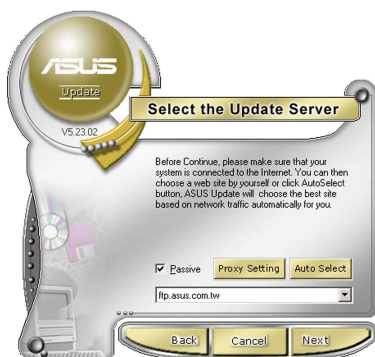 ASUS
Update
V5.23.02
Select the Update Server
Before Continue, please make sure that your
system is connected to the Internet. You can then
choose a web site by yourself or click AutoSelect
button, ASUS Update will choose the best site
based on network traffic automatically for you.
Passive
Proxy Setting
Auto Select
ftp.asus.com.tw
Back
Cancel
Next